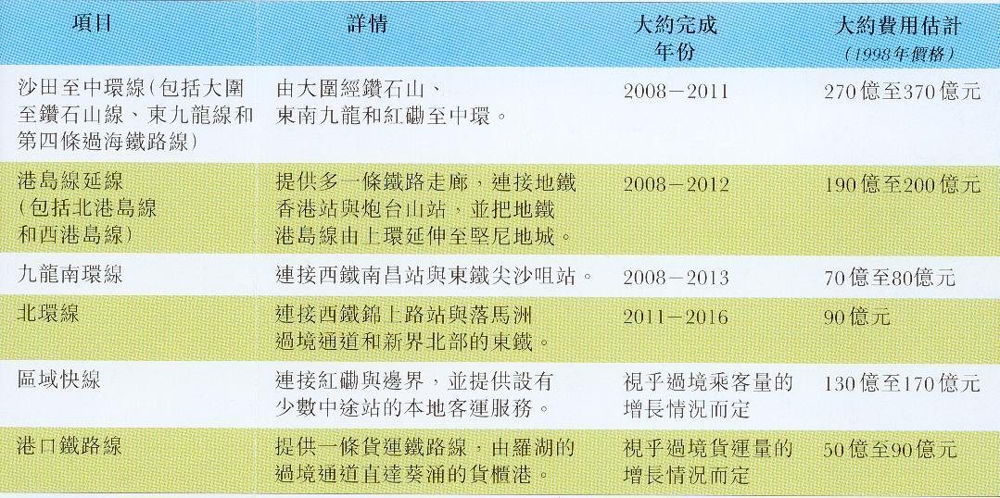 項目
詳情
大約完成
年份
大約費用估計
(1998年價格)
沙田至中環線(包括大圍
至鑽石山線、東九龍線和
第四條過海鐵路線)
由大圍經鑽石山、
東南九龍和紅磡至中環。
2008－2011
270億至370億元
港島線延線
(包括北港島線
和西港島線)
提供多一條鐵路走廊，連接地鐵
香港站與炮台山站，並把地鐵
港島線由上環延伸至堅尼地城。
2008－2012
190億至200億元
九龍南環線
連接西鐵南昌站與東鐵尖沙咀站。
2008－2013
70億至80億元
北環線
連接西鐵錦上路站與落馬洲
過境通道和新界北部的東鐵。
2011－2016
90億元
區域快線
連接紅磡與邊界，並提供設有
少數中途站的本地客運服務。
視乎過境乘客量的
增長情況而定
130億至170億元
港口鐵路線
提供一條貨運鐵路線，由羅湖的
過境通道直達葵涌的貨櫃港。
視乎過境貨運量的
增長情況而定
50億至90億元